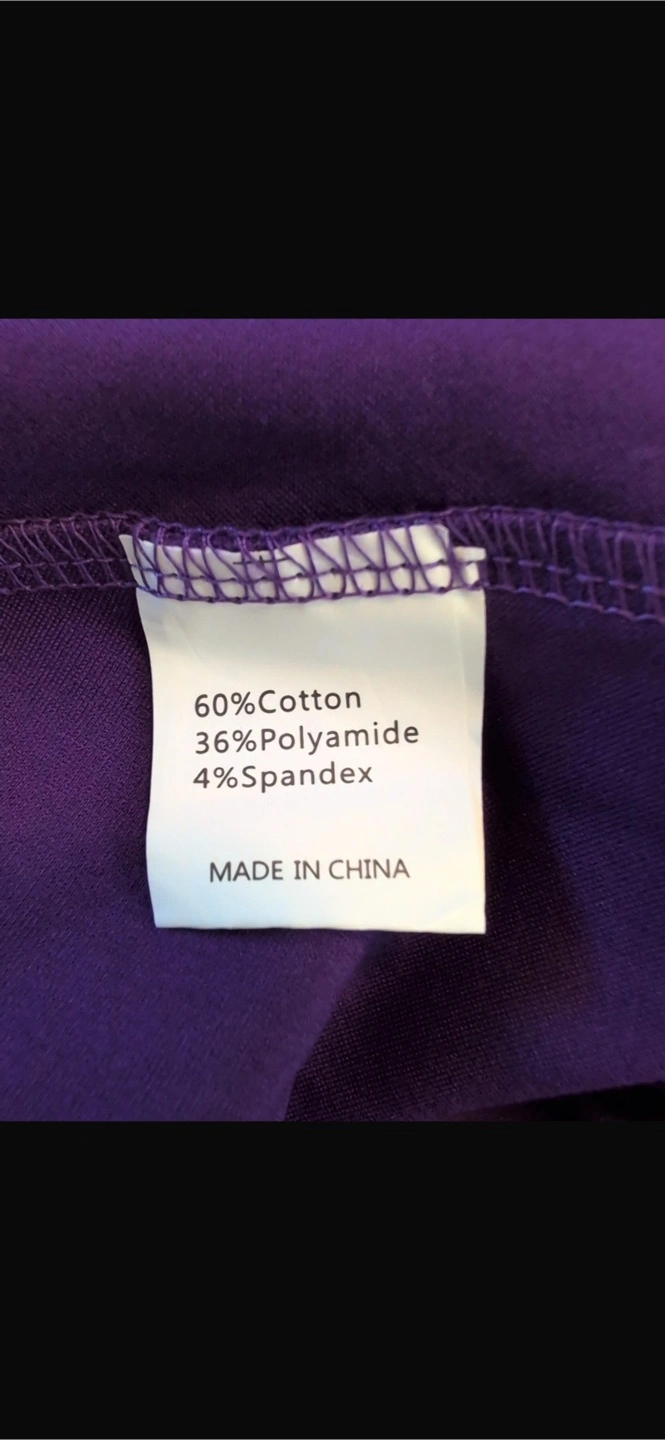 60%Cotton
36%Polyamide
4%Spandex
MADE IN CHINA